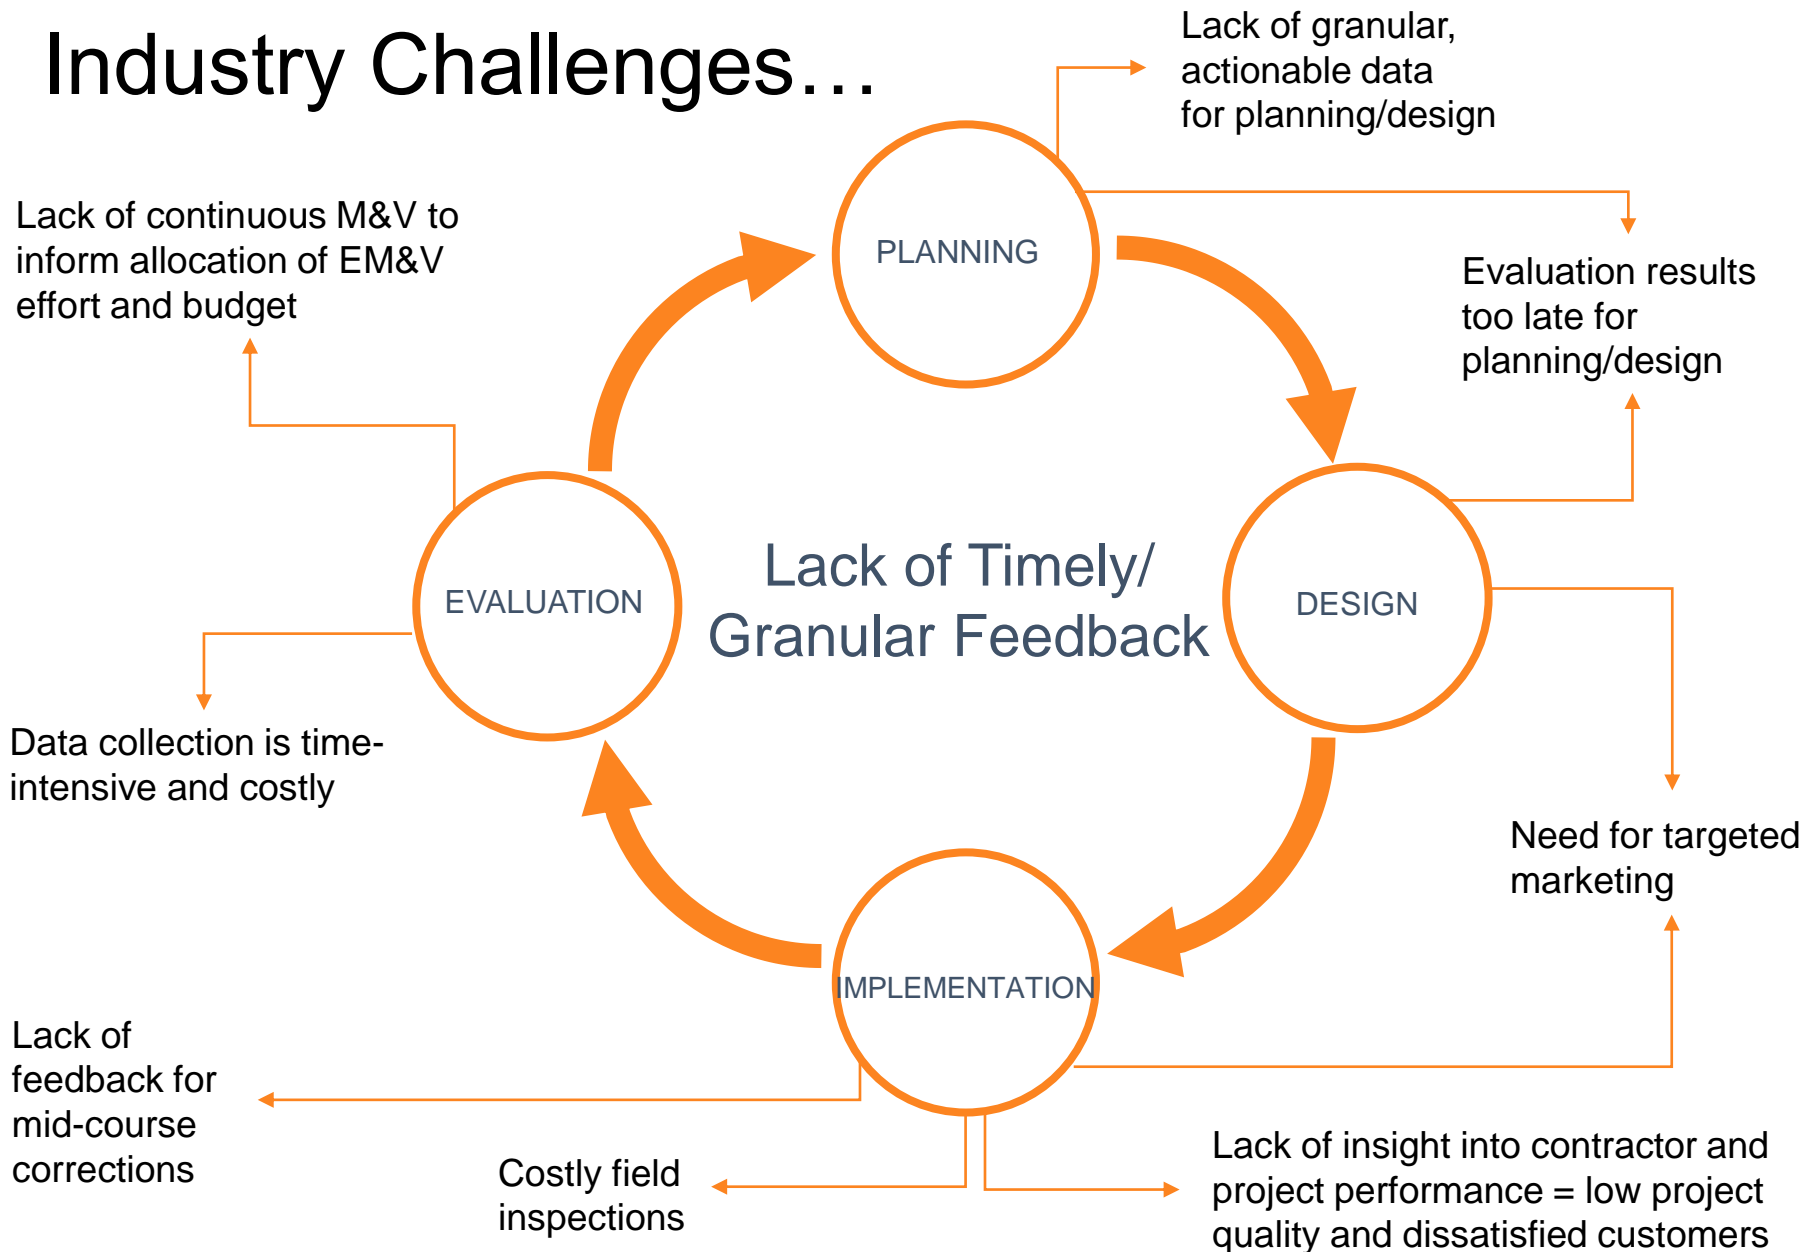 Industry Challenges…
Lack of granular,
actionable data
for planning/design
Lack of continuous M&V to
inform allocation of EM&V
effort and budget
PLANNING
Evaluation results
too late for
planning/design
EVALUATION
Lack of Timely/
Granular Feedback
DESIGN
Data collection is time-
intensive and costly
Need for targeted
marketing
IMPLEMENTATION
Lack of
feedback for
mid-course
corrections
Costly field
inspections
Lack of insight into contractor and
project performance = low project
quality and dissatisfied customers